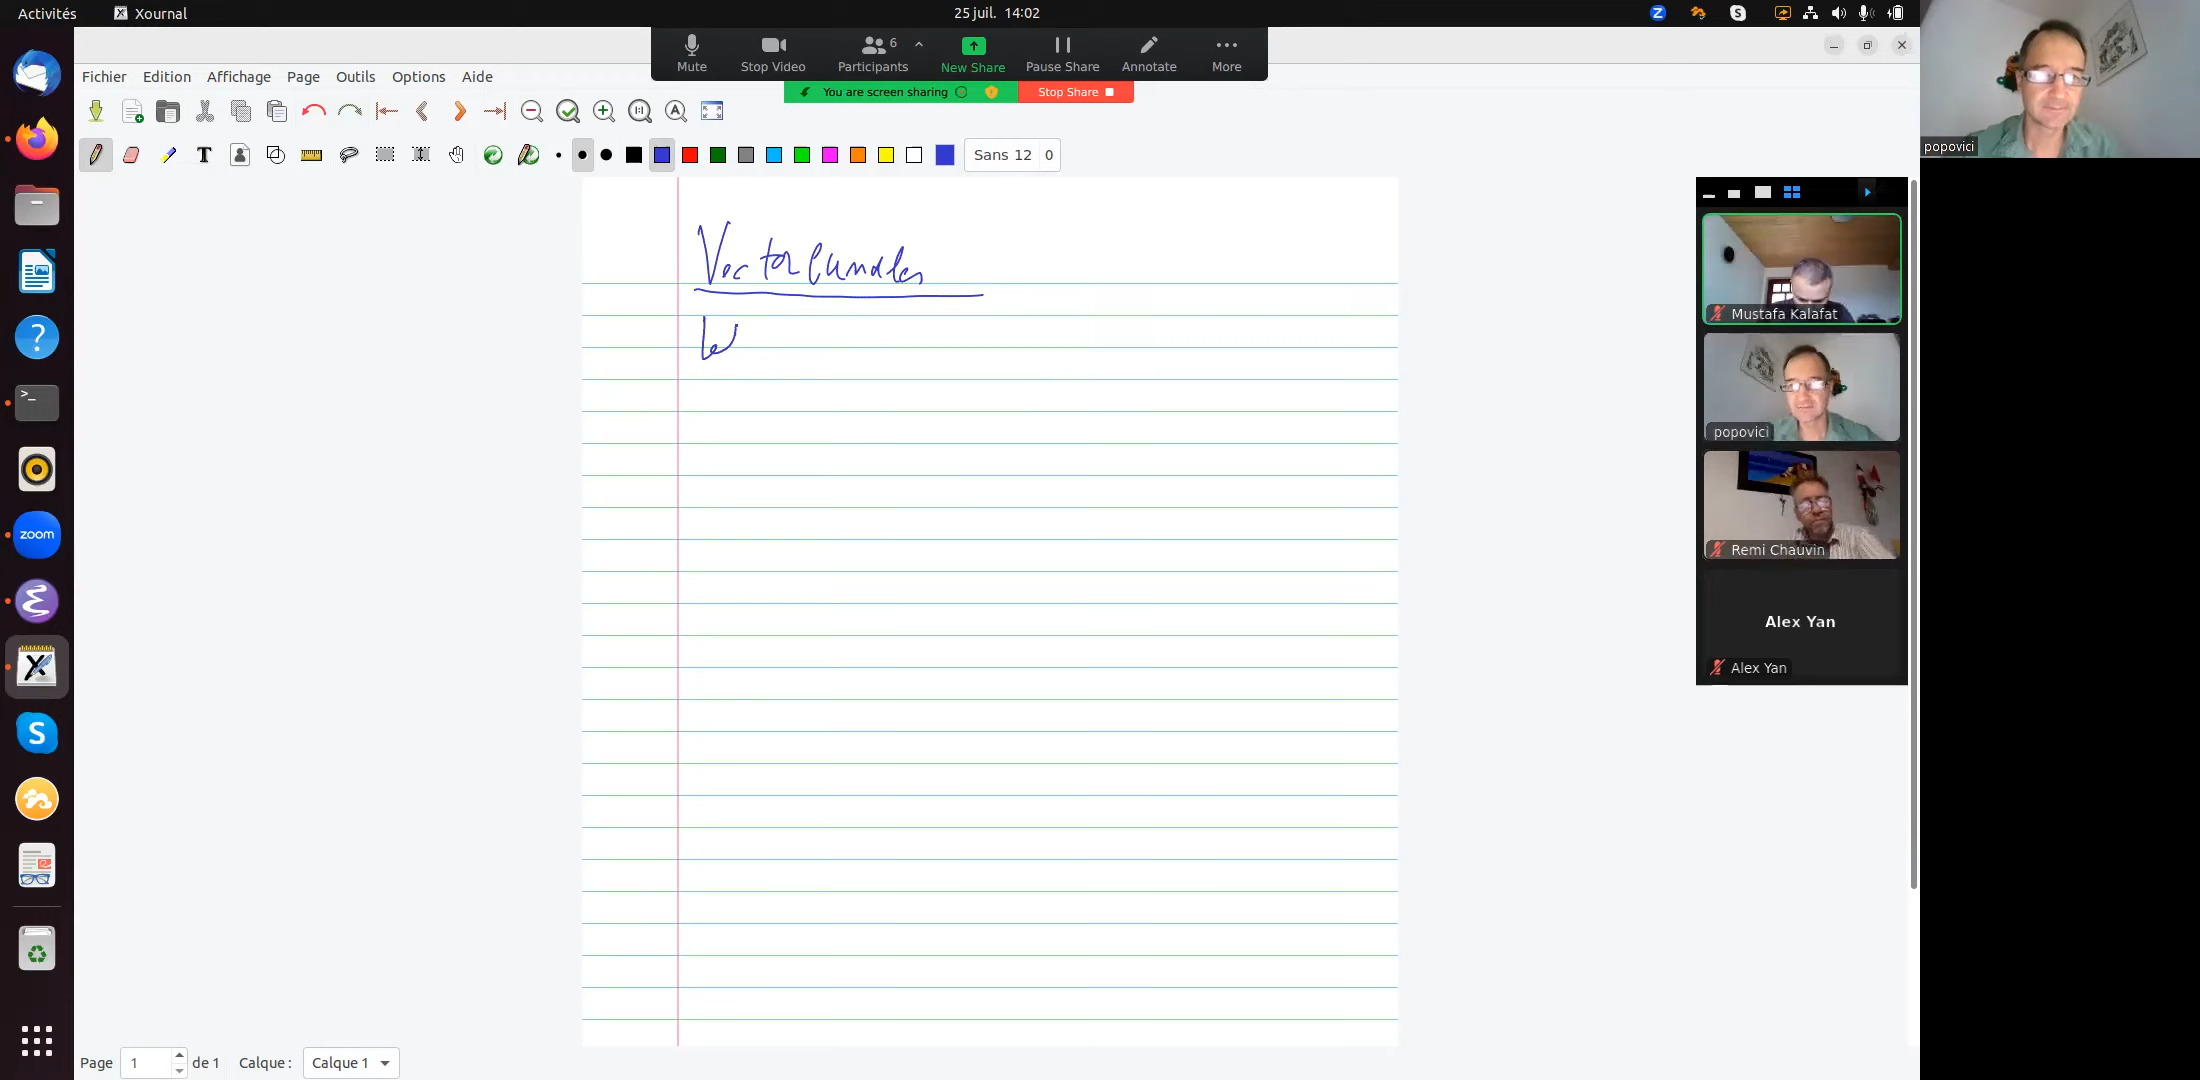 Activités
Xournal
25 juil. 14:02
Mute
Stop Video
6
Participants
New Share
Pause Share
Annotate
More
Fichier
Edition
Affichage
Page
Outils
Options
Aide
You are screen sharing
Stop Share
popovici
Sans 12 0
Vector bundles
Mustafa Kalafat
popovici
Remi Chauvin
Alex Yan
Alex Yan
zoom
Page 1 de 1 Calque : Calque 1